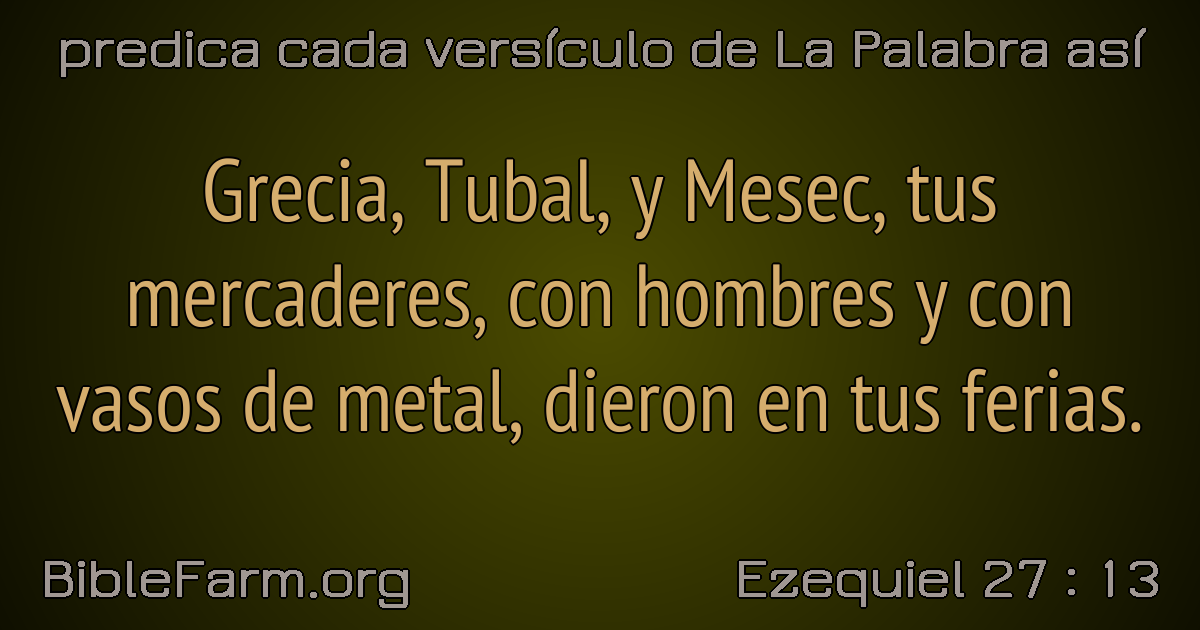 predica cada versículo de La Palabra así
Grecia, Tubal, y Mesec, tus
mercaderes, con hombres y con
vasos de metal, dieron en tus ferias.
BibleFarm.org
Ezequiel 27 : 13